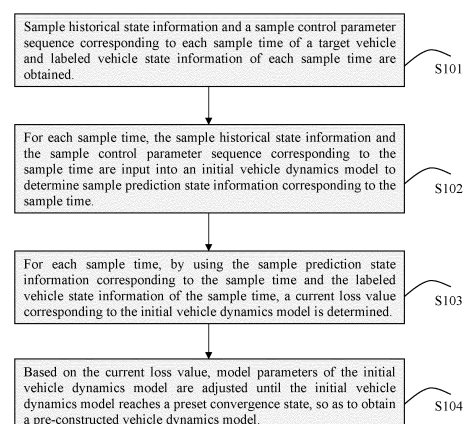 Sample historical state information and a sample control parameter
sequence corresponding to each sample time of a target vehicle
and labeled vehicle state information of each sample time are
obtained.
S101
For each sample time, the sample historical state information and
the sample control parameter sequence corresponding to the
sample time are input into an initial vehicle dynamics model to
determine sample prediction state information corresponding to the
sample time.
S102
For each sample time, by using the sample prediction state
information corresponding to the sample time and the labeled
vehicle state information of the sample time, a current loss value
corresponding to the initial vehicle dynamics model is determined.
S103
Based on the current loss value, model parameters of the initial
vehicle dynamics model are adjusted until the initial vehicle
dynamics model reaches a preset convergence state, so as to obtain
a pre-constructed vehicle dynamics model.
S104